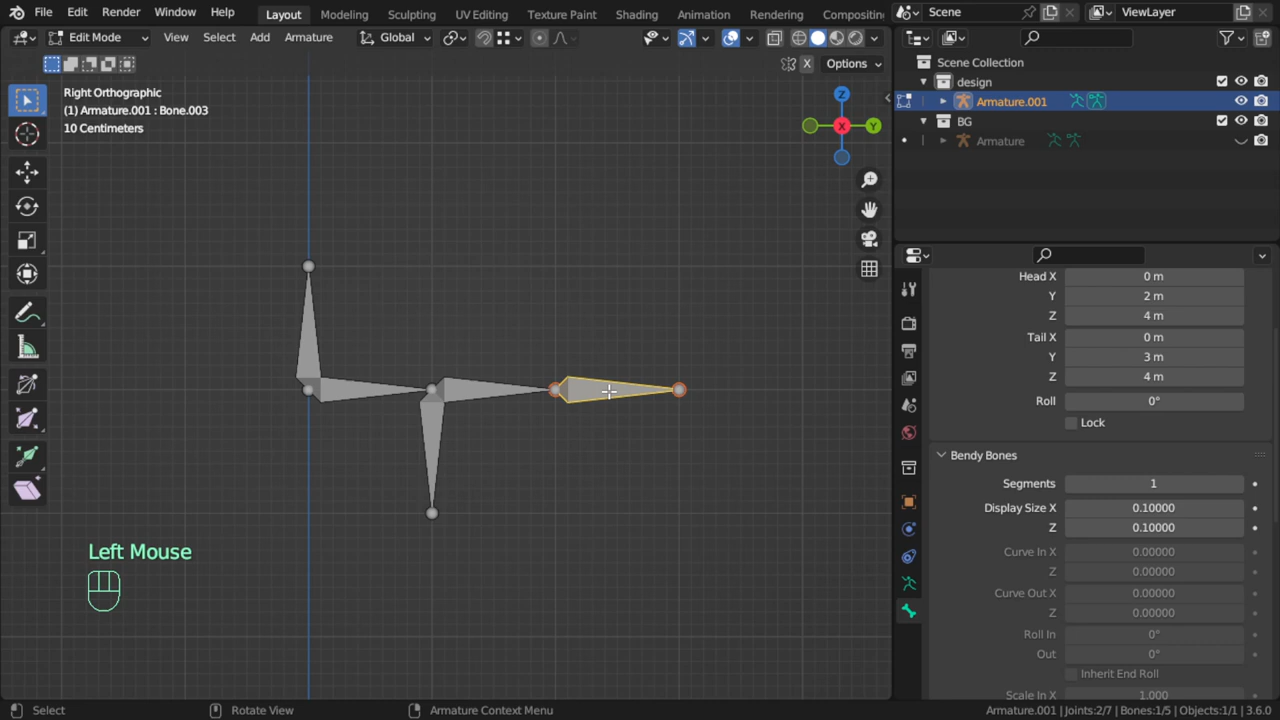 File Edit Render Window Help Layout Modeling Sculpting UV Editing Texture Paint Shading Animation Rendering Compositing Scene ViewLayer
Edit Mode View Select Add Armature Global
X Options
Right Orthographic
(1) Armature.001 : Bone.003
10 Centimeters
Z
X
Y
Left Mouse
Scene Collection
design
Armature.001
BG
Armature
Head X 0 m
Y 2 m
Z 4 m
Tail X 0 m
Y 3 m
Z 4 m
Roll 0°
Lock
Bendy Bones
Segments 1
Display Size X 0.10000
Z 0.10000
Curve In X 0.00000
Z 0.00000
Curve Out X 0.00000
Z 0.00000
Roll In 0°
Out 0°
Inherit End Roll
Scale In X 1.000
Select Rotate View Armature Context Menu Armature.001 | Joints:2/7 | Bones:1/5 | Objects:1/1 | 3.6.0